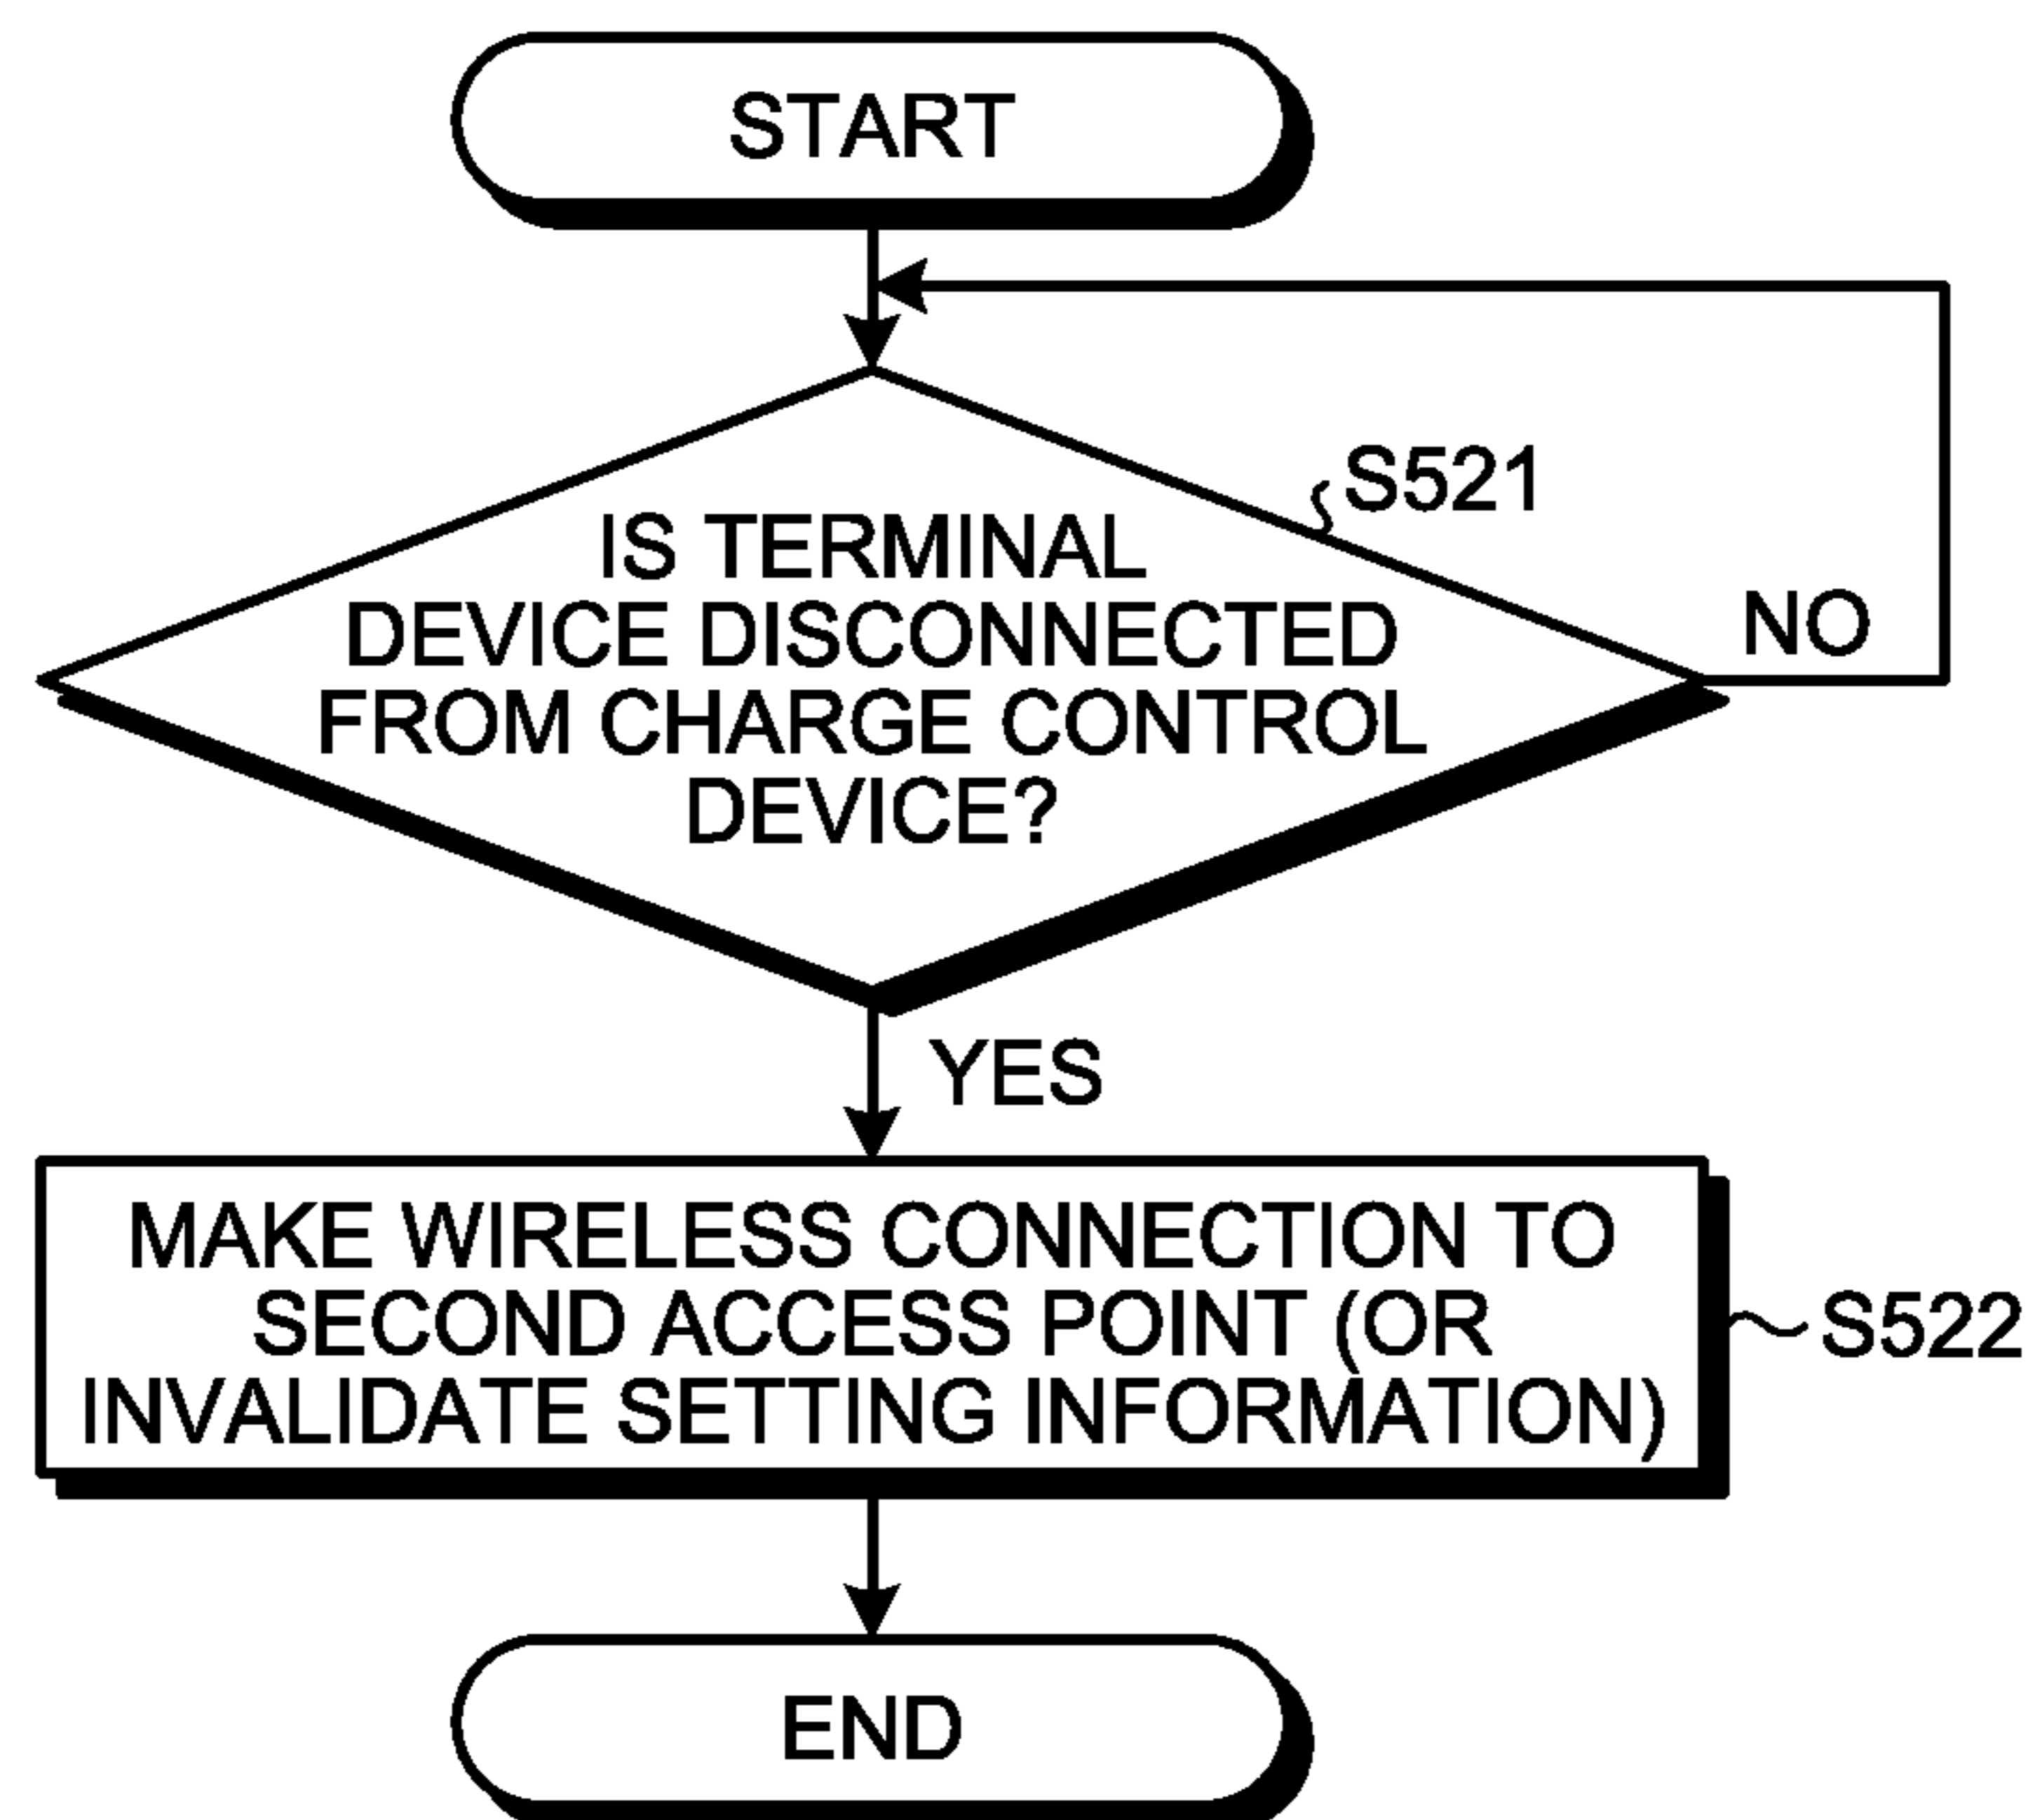 START
S521
IS TERMINAL
DEVICE DISCONNECTED
FROM CHARGE CONTROL
DEVICE?
NO
YES
MAKE WIRELESS CONNECTION TO
SECOND ACCESS POINT (OR
INVALIDATE SETTING INFORMATION)
S522
END